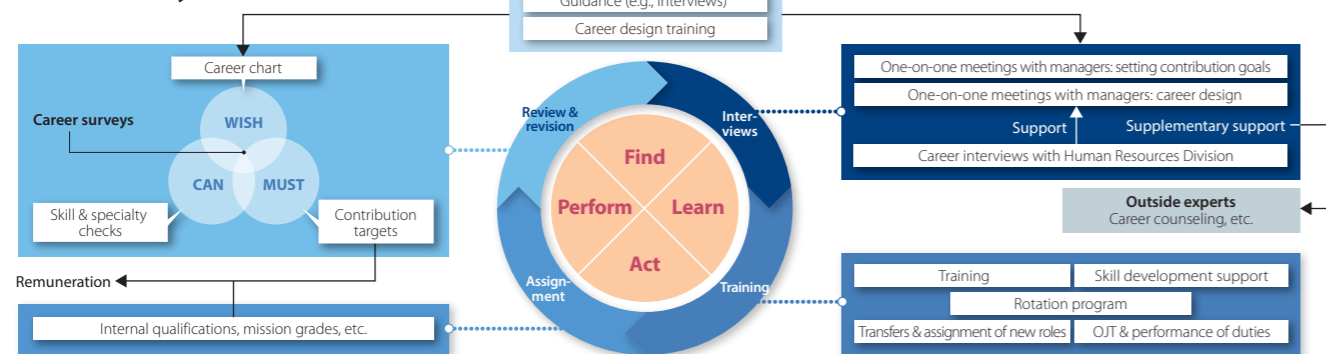 Guidance (e.g., interviews)
Career design training
Career chart
Career surveys
WISH
CAN
MUST
Skill & specialty
checks
Contribution
targets
Remuneration
Internal qualifications, mission grades, etc.
Review &
revision
Inter-
views
Find
Perform
Learn
Act
Assign-
ment
Training
One-on-one meetings with managers: setting contribution goals
One-on-one meetings with managers: career design
Support
Supplementary support
Career interviews with Human Resources Division
Outside experts
Career counseling, etc.
Training
Skill development support
Rotation program
Transfers & assignment of new roles
OJT & performance of duties